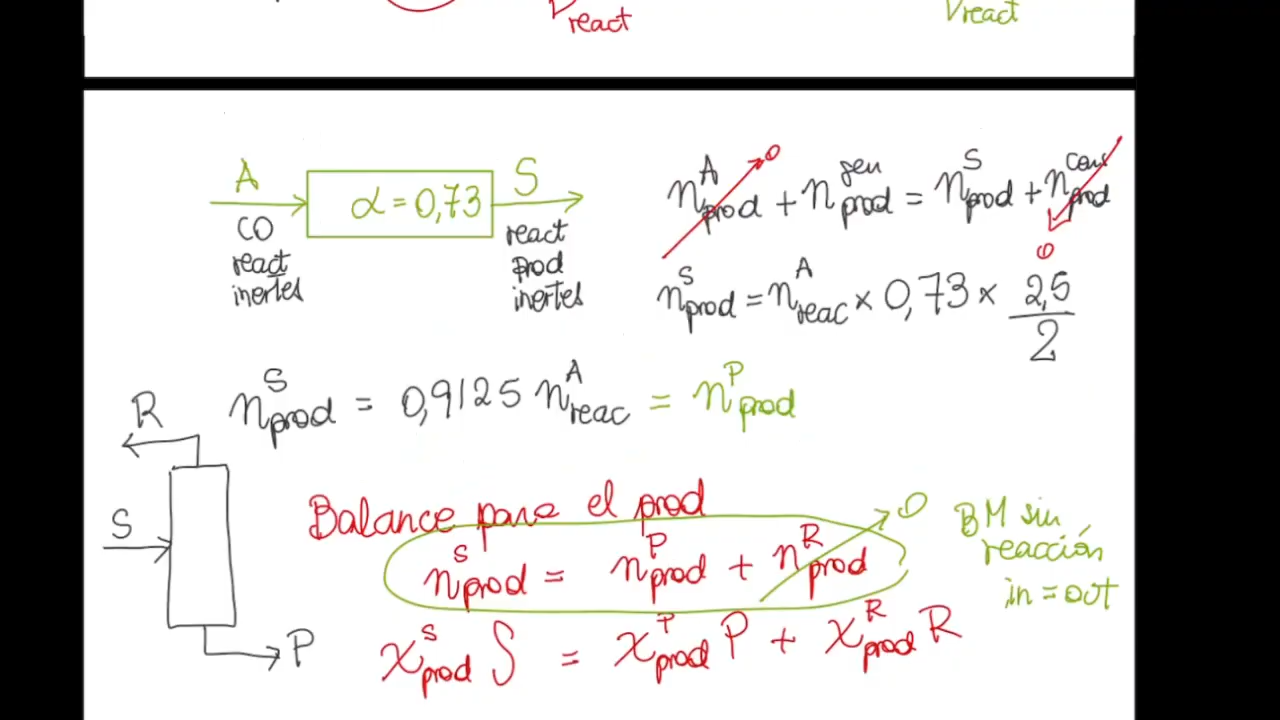 ν react
ν react
A
α = 0,73
S
CO
react
inertes
react
prod
inertes
n^A_prod + n^gen_prod = n^S_prod + n^cons_prod
0
0
n^S_prod = n^A_reac × 0,73 × 2,5/2
n^S_prod = 0,9125 n^A_reac = n^P_prod
R
S
P
Balance para el prod
n^S_prod = n^P_prod + n^R_prod
0
BM sin
reacción
in = out
x^S_prod S = x^P_prod P + x^R_prod R